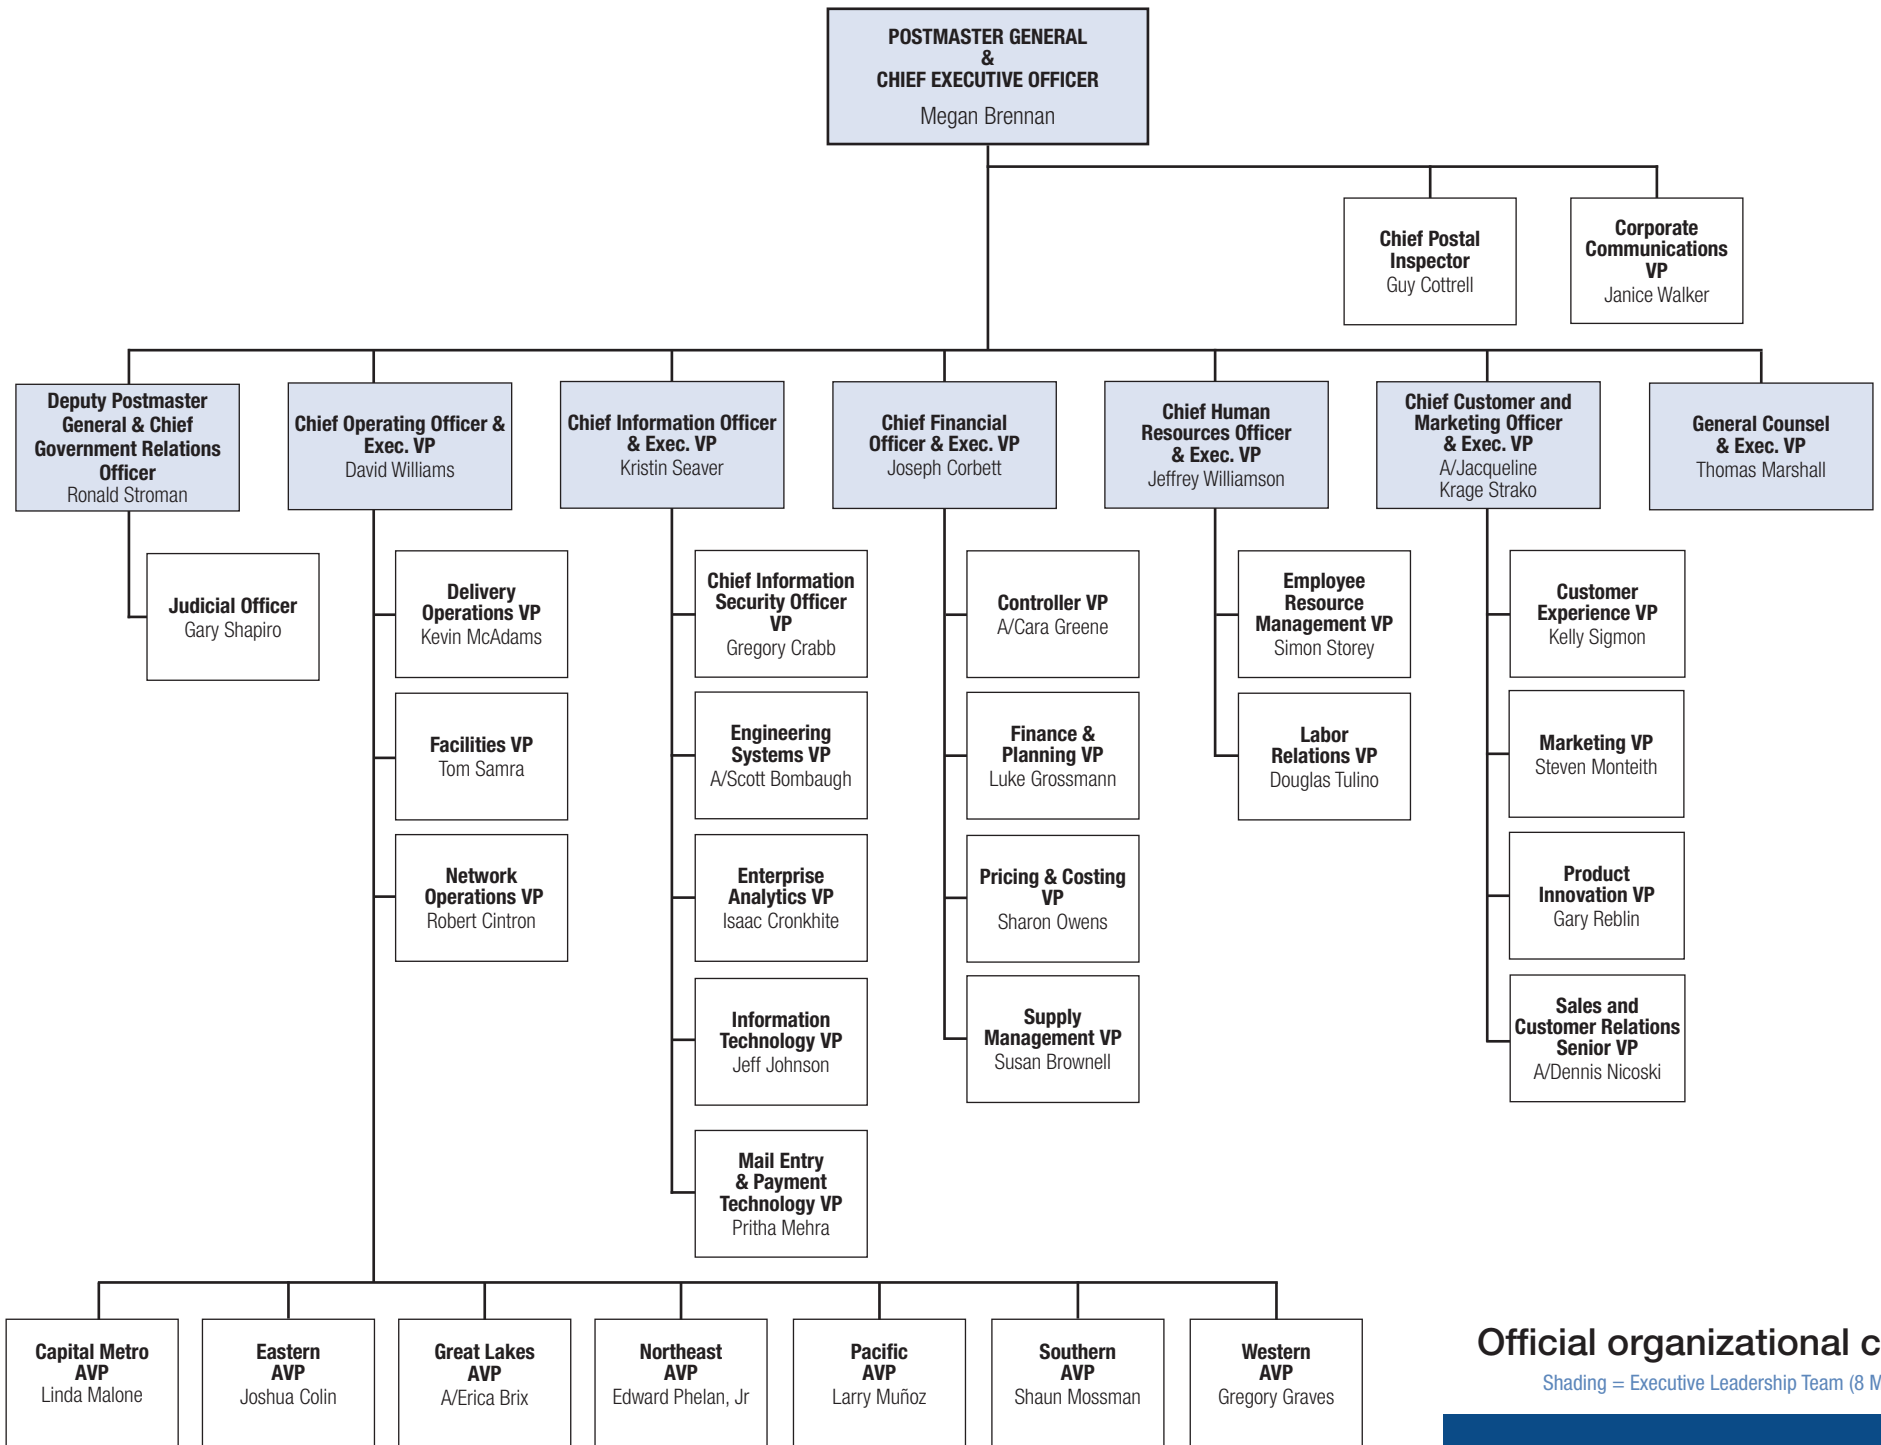 POSTMASTER GENERAL
&
CHIEF EXECUTIVE OFFICER
Megan Brennan
Chief Postal
Inspector
Guy Cottrell
Corporate
Communications
VP
Janice Walker
Deputy Postmaster
General & Chief
Government Relations
Officer
Ronald Stroman
Chief Operating Officer &
Exec. VP
David Williams
Chief Information Officer
& Exec. VP
Kristin Seaver
Chief Financial
Officer & Exec. VP
Joseph Corbett
Chief Human
Resources Officer
& Exec. VP
Jeffrey Williamson
Chief Customer and
Marketing Officer
& Exec. VP
A/Jacqueline
Krage Strako
General Counsel
& Exec. VP
Thomas Marshall
Judicial Officer
Gary Shapiro
Delivery
Operations VP
Kevin McAdams
Facilities VP
Tom Samra
Network
Operations VP
Robert Cintron
Chief Information
Security Officer
VP
Gregory Crabb
Engineering
Systems VP
A/Scott Bombaugh
Enterprise
Analytics VP
Isaac Cronkhite
Information
Technology VP
Jeff Johnson
Mail Entry
& Payment
Technology VP
Pritha Mehra
Controller VP
A/Cara Greene
Finance &
Planning VP
Luke Grossmann
Pricing & Costing
VP
Sharon Owens
Supply
Management VP
Susan Brownell
Employee
Resource
Management VP
Simon Storey
Labor
Relations VP
Douglas Tulino
Customer
Experience VP
Kelly Sigmon
Marketing VP
Steven Monteith
Product
Innovation VP
Gary Reblin
Sales and
Customer Relations
Senior VP
A/Dennis Nicoski
Capital Metro
AVP
Linda Malone
Eastern
AVP
Joshua Colin
Great Lakes
AVP
A/Erica Brix
Northeast
AVP
Edward Phelan, Jr
Pacific
AVP
Larry Muñoz
Southern
AVP
Shaun Mossman
Western
AVP
Gregory Graves
Official organizational c
Shading = Executive Leadership Team (8 M